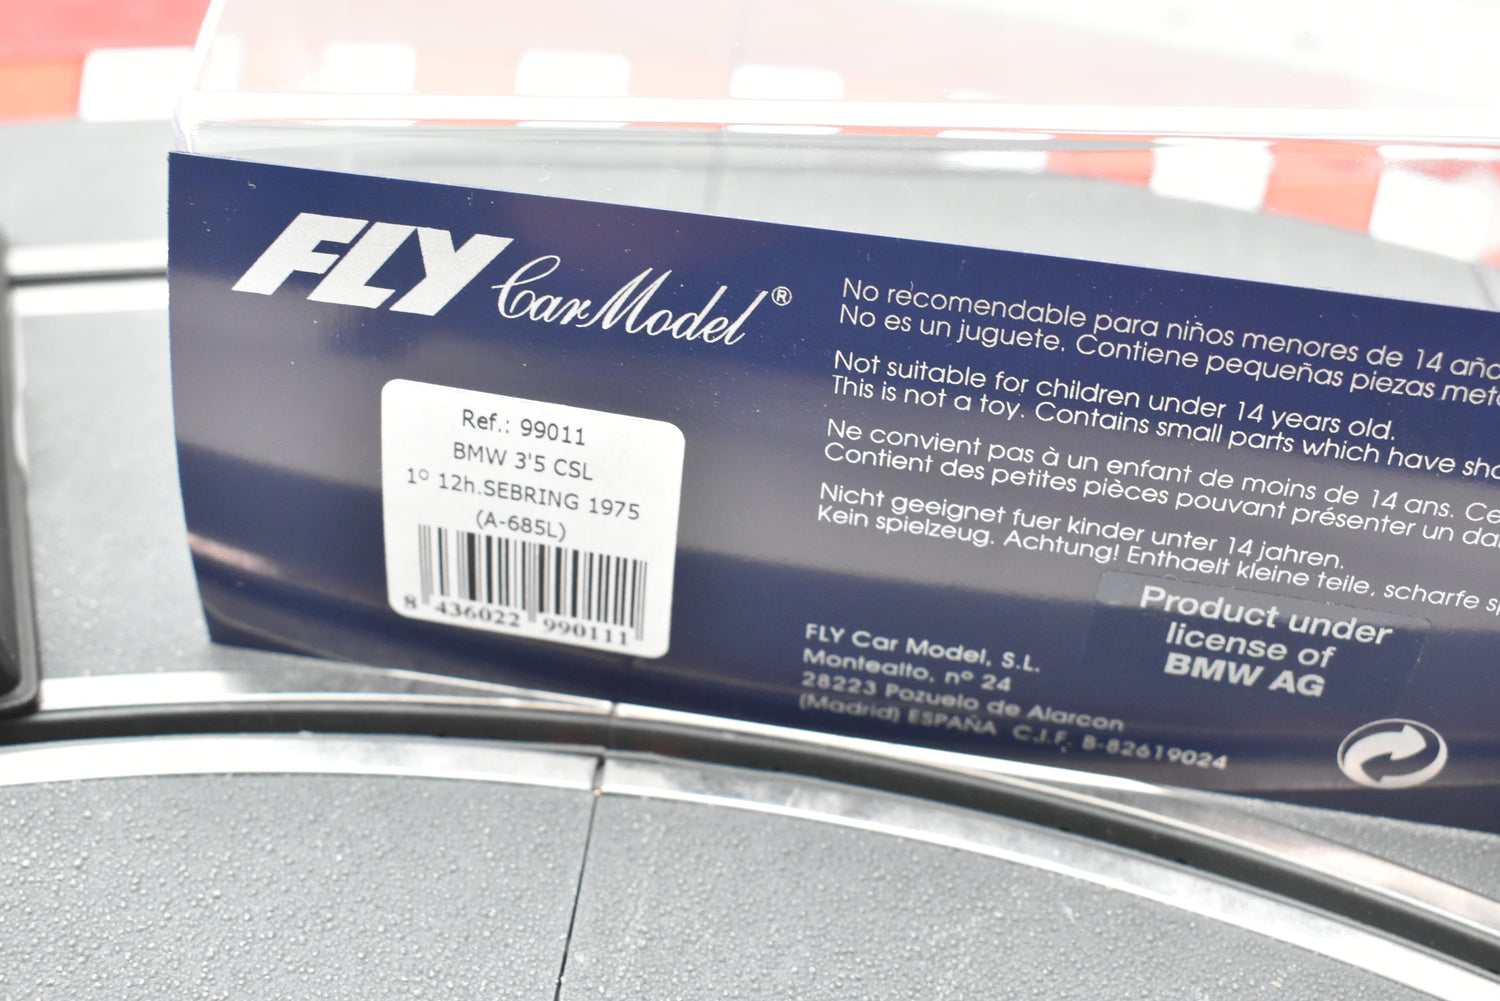 FLY Car Model®
Ref.: 99011
BMW 3'5 CSL
1º 12h.SEBRING 1975
(A-685L)
8 436022 990111
No recomendable para niños menores de 14
No es un juguete. Contiene pequeñas piezas
Not suitable for children under 14 years old.
This is not a toy. Contains small parts which have
Ne convient pas à un enfant de moins de 14 ans.
Contient des petites pièces pouvant présenter un
Nicht geeignet fuer kinder unter 14 jahren.
Kein spielzeug. Achtung! Enthaelt kleine teile, scharfe
Product under
license of
BMW AG
FLY Car Model, S.L.
Montealto, nº 24
28223 Pozuelo de Alarcon
(Madrid) ESPAÑA C.I.F. B-82619024